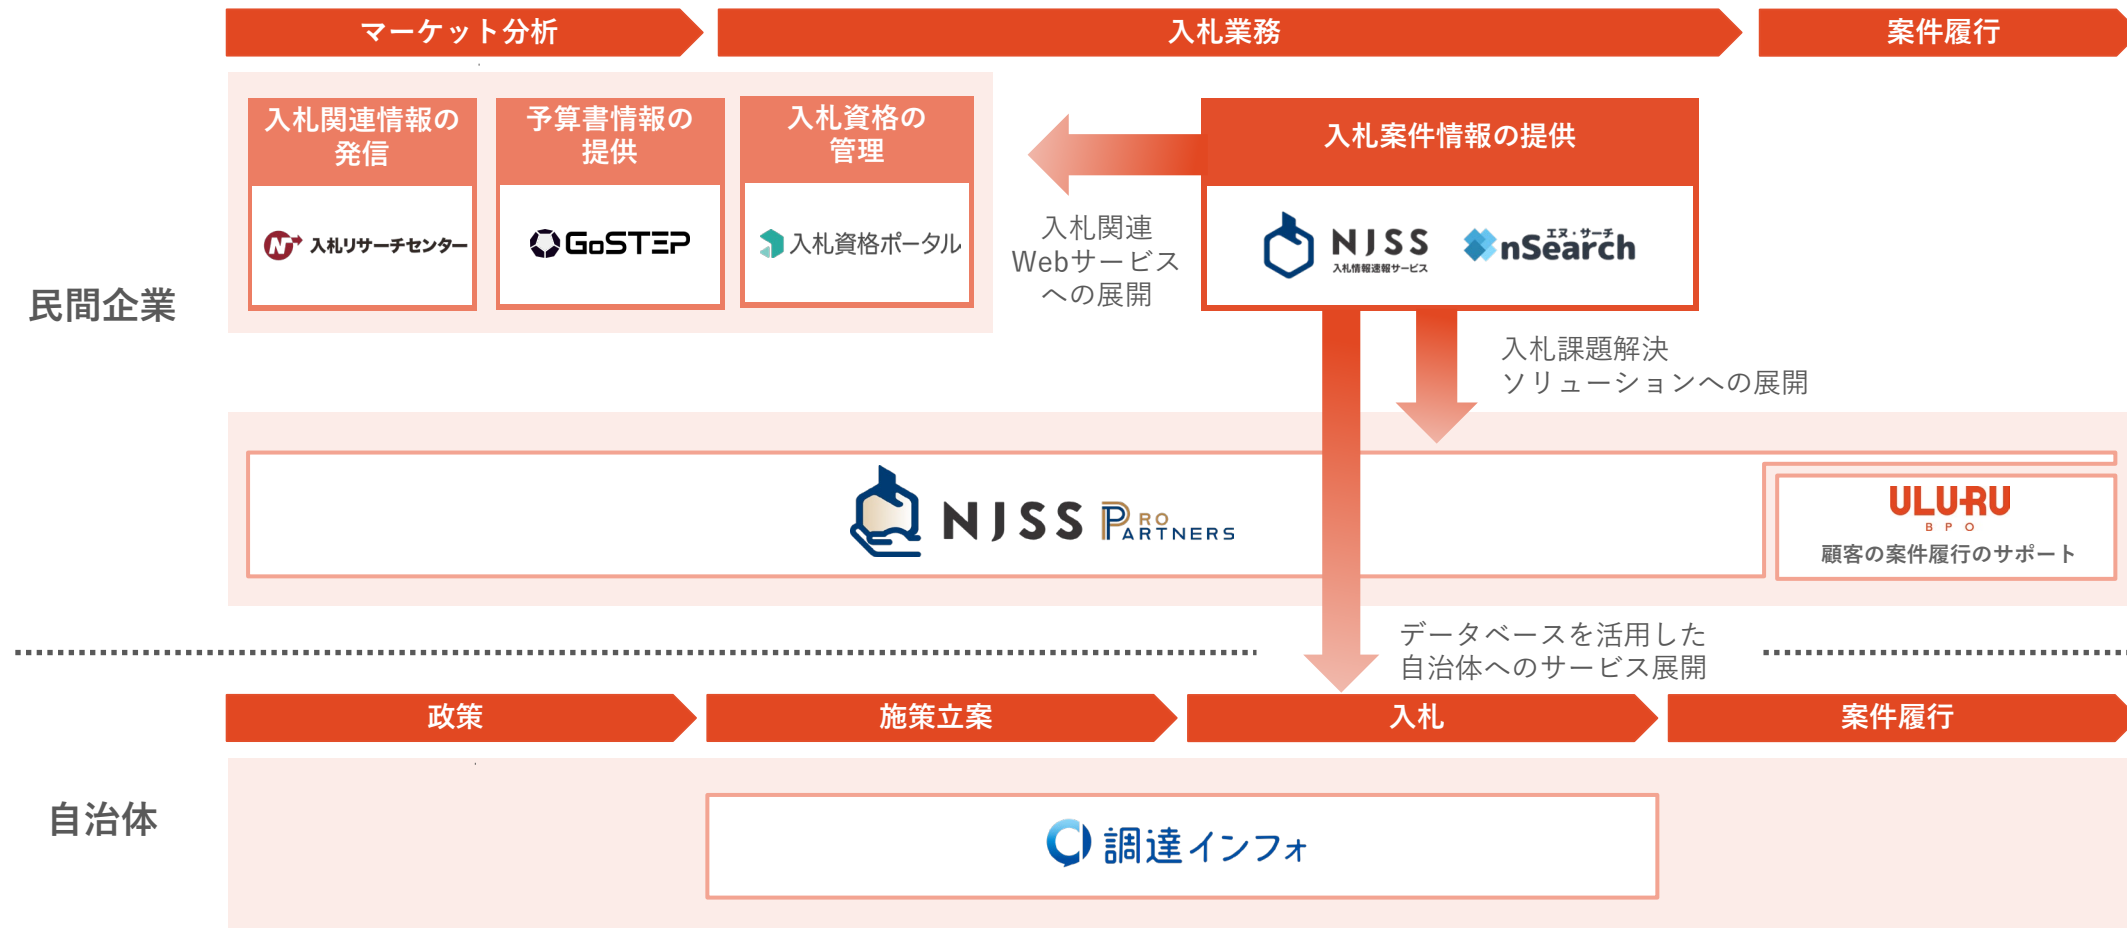 マーケット分析
入札業務
案件履行
民間企業
入札関連情報の
発信
入札リサーチセンター
予算書情報の
提供
GoSTEP
入札資格の
管理
入札資格ポータル
入札関連
Webサービス
への展開
入札案件情報の提供
NJSS
入札情報速報サービス
エヌ・サーチ
nSearch
入札課題解決
ソリューションへの展開
NJSS PRO PARTNERS
ULURU
BPO
顧客の案件履行のサポート
データベースを活用した
自治体へのサービス展開
政策
施策立案
入札
案件履行
自治体
調達インフォ